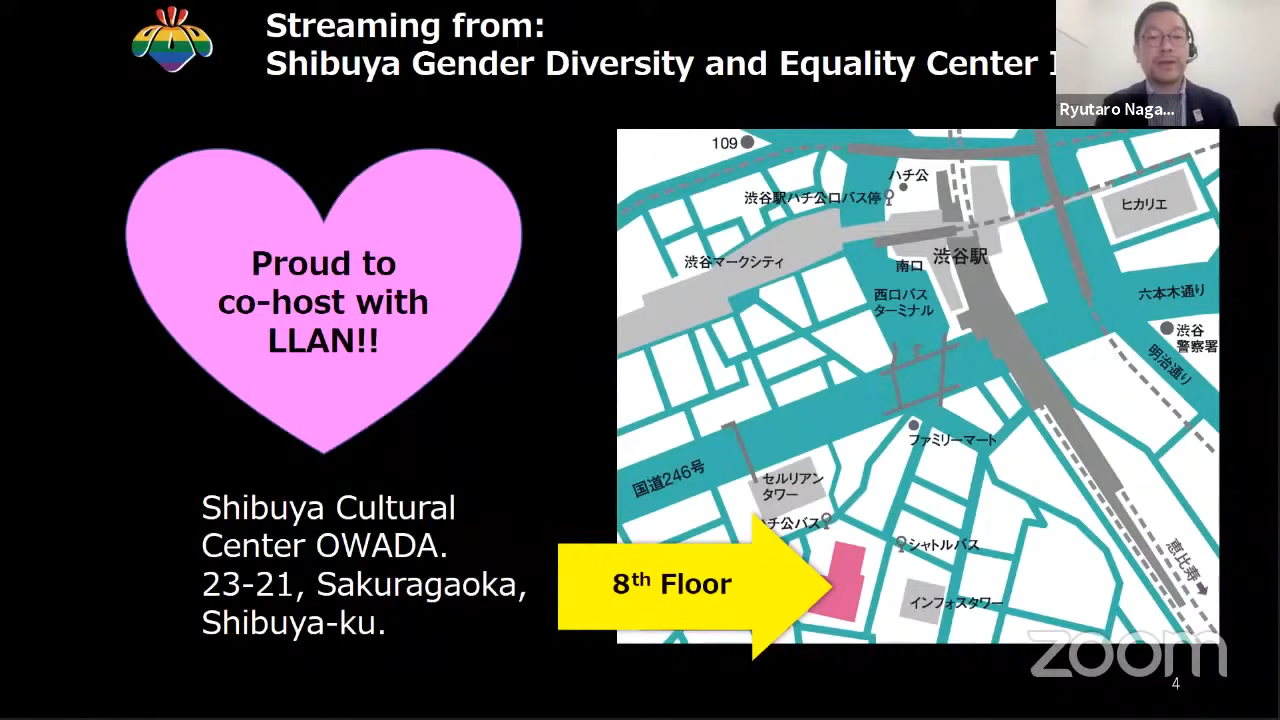 Streaming from:
Shibuya Gender Diversity and Equality Center
Ryutaro Naga...
Proud to
co-host with
LLAN!!
Shibuya Cultural
Center OWADA.
23-21, Sakuragaoka,
Shibuya-ku.
8th Floor
109
ハチ公
渋谷駅ハチ公口バス停
ヒカリエ
渋谷マークシティ
南口
渋谷駅
西口バス
ターミナル
六本木通り
渋谷
警察署
明治通り
ファミリーマート
国道246号
セルリアン
タワー
ハチ公バス
シャトルバス
インフォスタワー
恵比寿
zoom
4